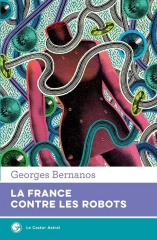 Georges Bernanos
LA FRANCE
CONTRE LES ROBOTS
Le Castor Astral